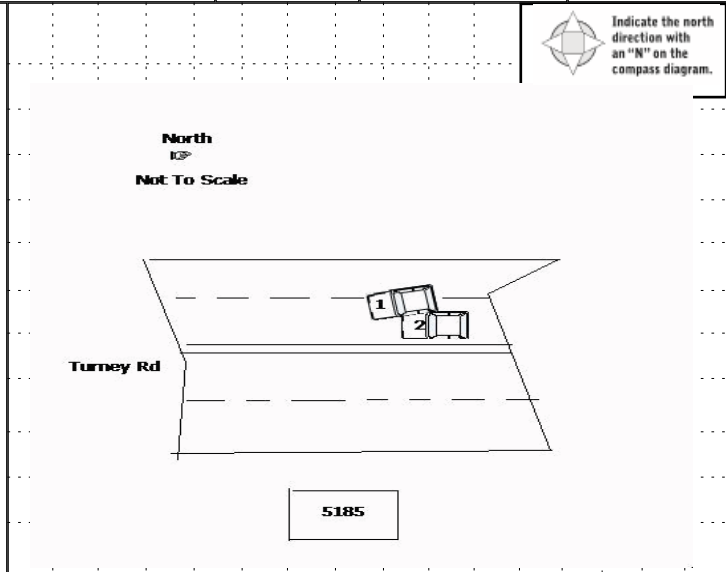 Indicate the north
direction with
an "N" on the
compass diagram.
North
Not To Scale
1
2
Turney Rd
5185